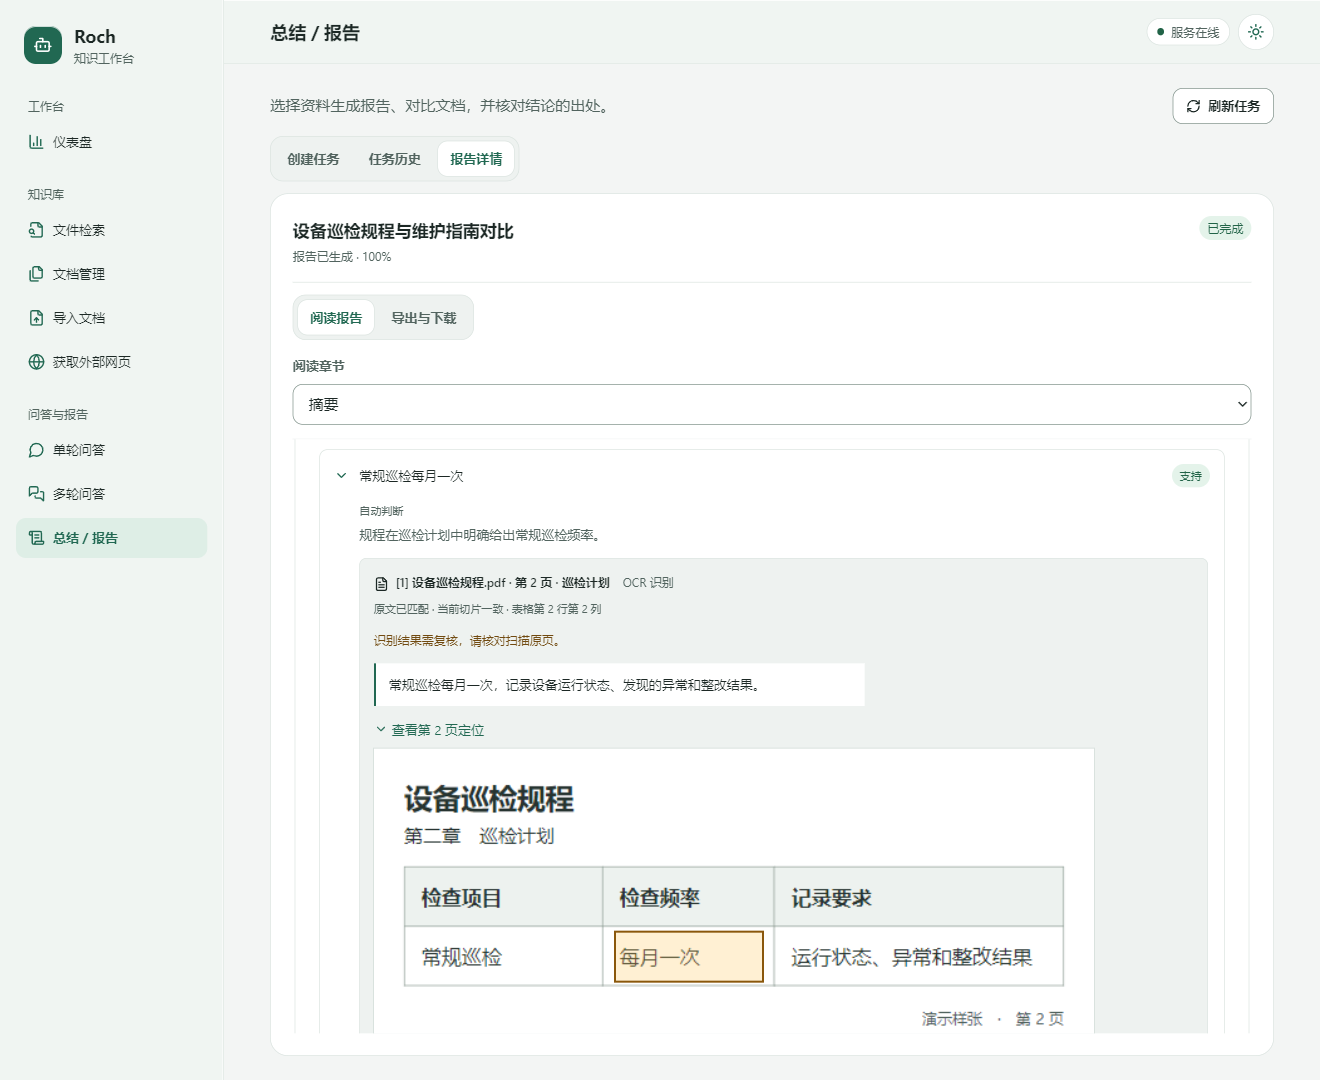 Roch
知识工作台
工作台
仪表盘
知识库
文件检索
文档管理
导入文档
获取外部网页
问答与报告
单轮问答
多轮问答
总结 / 报告
总结 / 报告
服务在线
选择资料生成报告、对比文档，并核对结论的出处。
刷新任务
创建任务 任务历史 报告详情
设备巡检规程与维护指南对比
已完成
报告已生成 · 100%
阅读报告 导出与下载
阅读章节
摘要
常规巡检每月一次
支持
自动判断
规程在巡检计划中明确给出常规巡检频率。
[1] 设备巡检规程.pdf · 第 2 页 · 巡检计划 OCR 识别
原文已匹配 · 当前切片一致 · 表格第 2 行第 2 列
识别结果需复核，请核对扫描原页。
常规巡检每月一次，记录设备运行状态、发现的异常和整改结果。
查看第 2 页定位
设备巡检规程
第二章 巡检计划
检查项目 检查频率 记录要求
常规巡检 每月一次 运行状态、异常和整改结果
演示样张 · 第 2 页